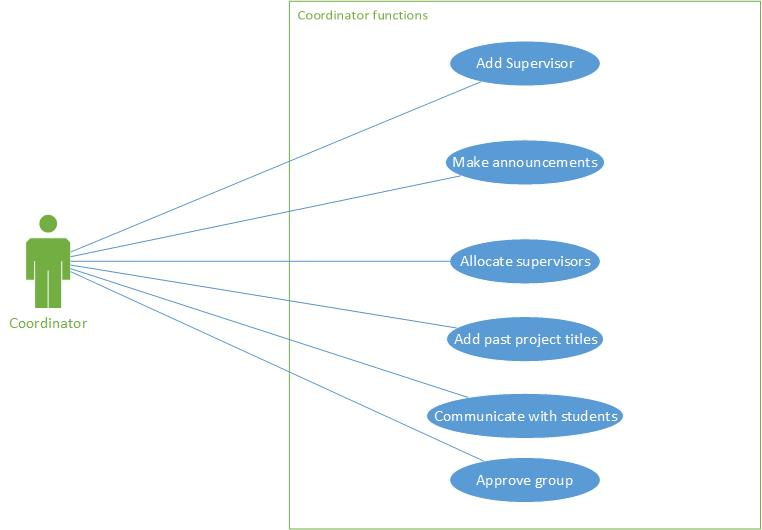 Coordinator functions
Add Supervisor
Make announcements
Allocate supervisors
Coordinator
Add past project titles
Communicate with students
Approve group